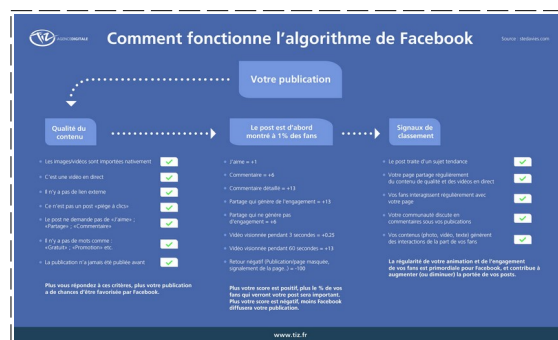 TIZ AGENCEDIGITALE
Comment fonctionne l'algorithme de Facebook
Source : stedavies.com
Votre publication
Qualité du
contenu
Le post est d'abord
montré à 1% des fans
Signaux de
classement
Les images/vidéos sont importées nativement
C'est une vidéo en direct
Il n'y a pas de lien externe
Ce n'est pas un post «piège à clics»
Le post ne demande pas de «J'aime» ;
«Partage» ; «Commentaire»
Il n'y a pas de mots comme :
«Gratuit» ; «Promotion» etc.
La publication n'a jamais été publiée avant
Plus vous répondez à ces critères, plus votre publication
a de chances d'être favorisée par Facebook.
J'aime = +1
Commentaire = +6
Commentaire détaillé = +13
Partage qui génère de l'engagement = +13
Partage qui ne génère pas
d'engagement = +6
Vidéo visionnée pendant 3 secondes = +0,25
Vidéo visionnée pendant 60 secondes = +13
Retour négatif (Publication/page masquée,
signalement de la page..) = -100
Plus votre score est positif, plus le % de vos
fans qui verront votre post sera important.
Plus votre score est négatif, moins Facebook
diffusera votre publication.
Le post traite d'un sujet tendance
Votre page partage régulièrement
du contenu de qualité et des vidéos en direct
Vos fans interagissent régulièrement avec
votre page
Votre communauté discute en
commentaires sous vos publications
Vos contenus (photo, vidéo, texte) génèrent
des interactions de la part de vos fans
La régularité de votre animation et de l'engagement
de vos fans est primordiale pour Facebook, et contribue à
augmenter (ou diminuer) la portée de vos posts.
www.tiz.fr